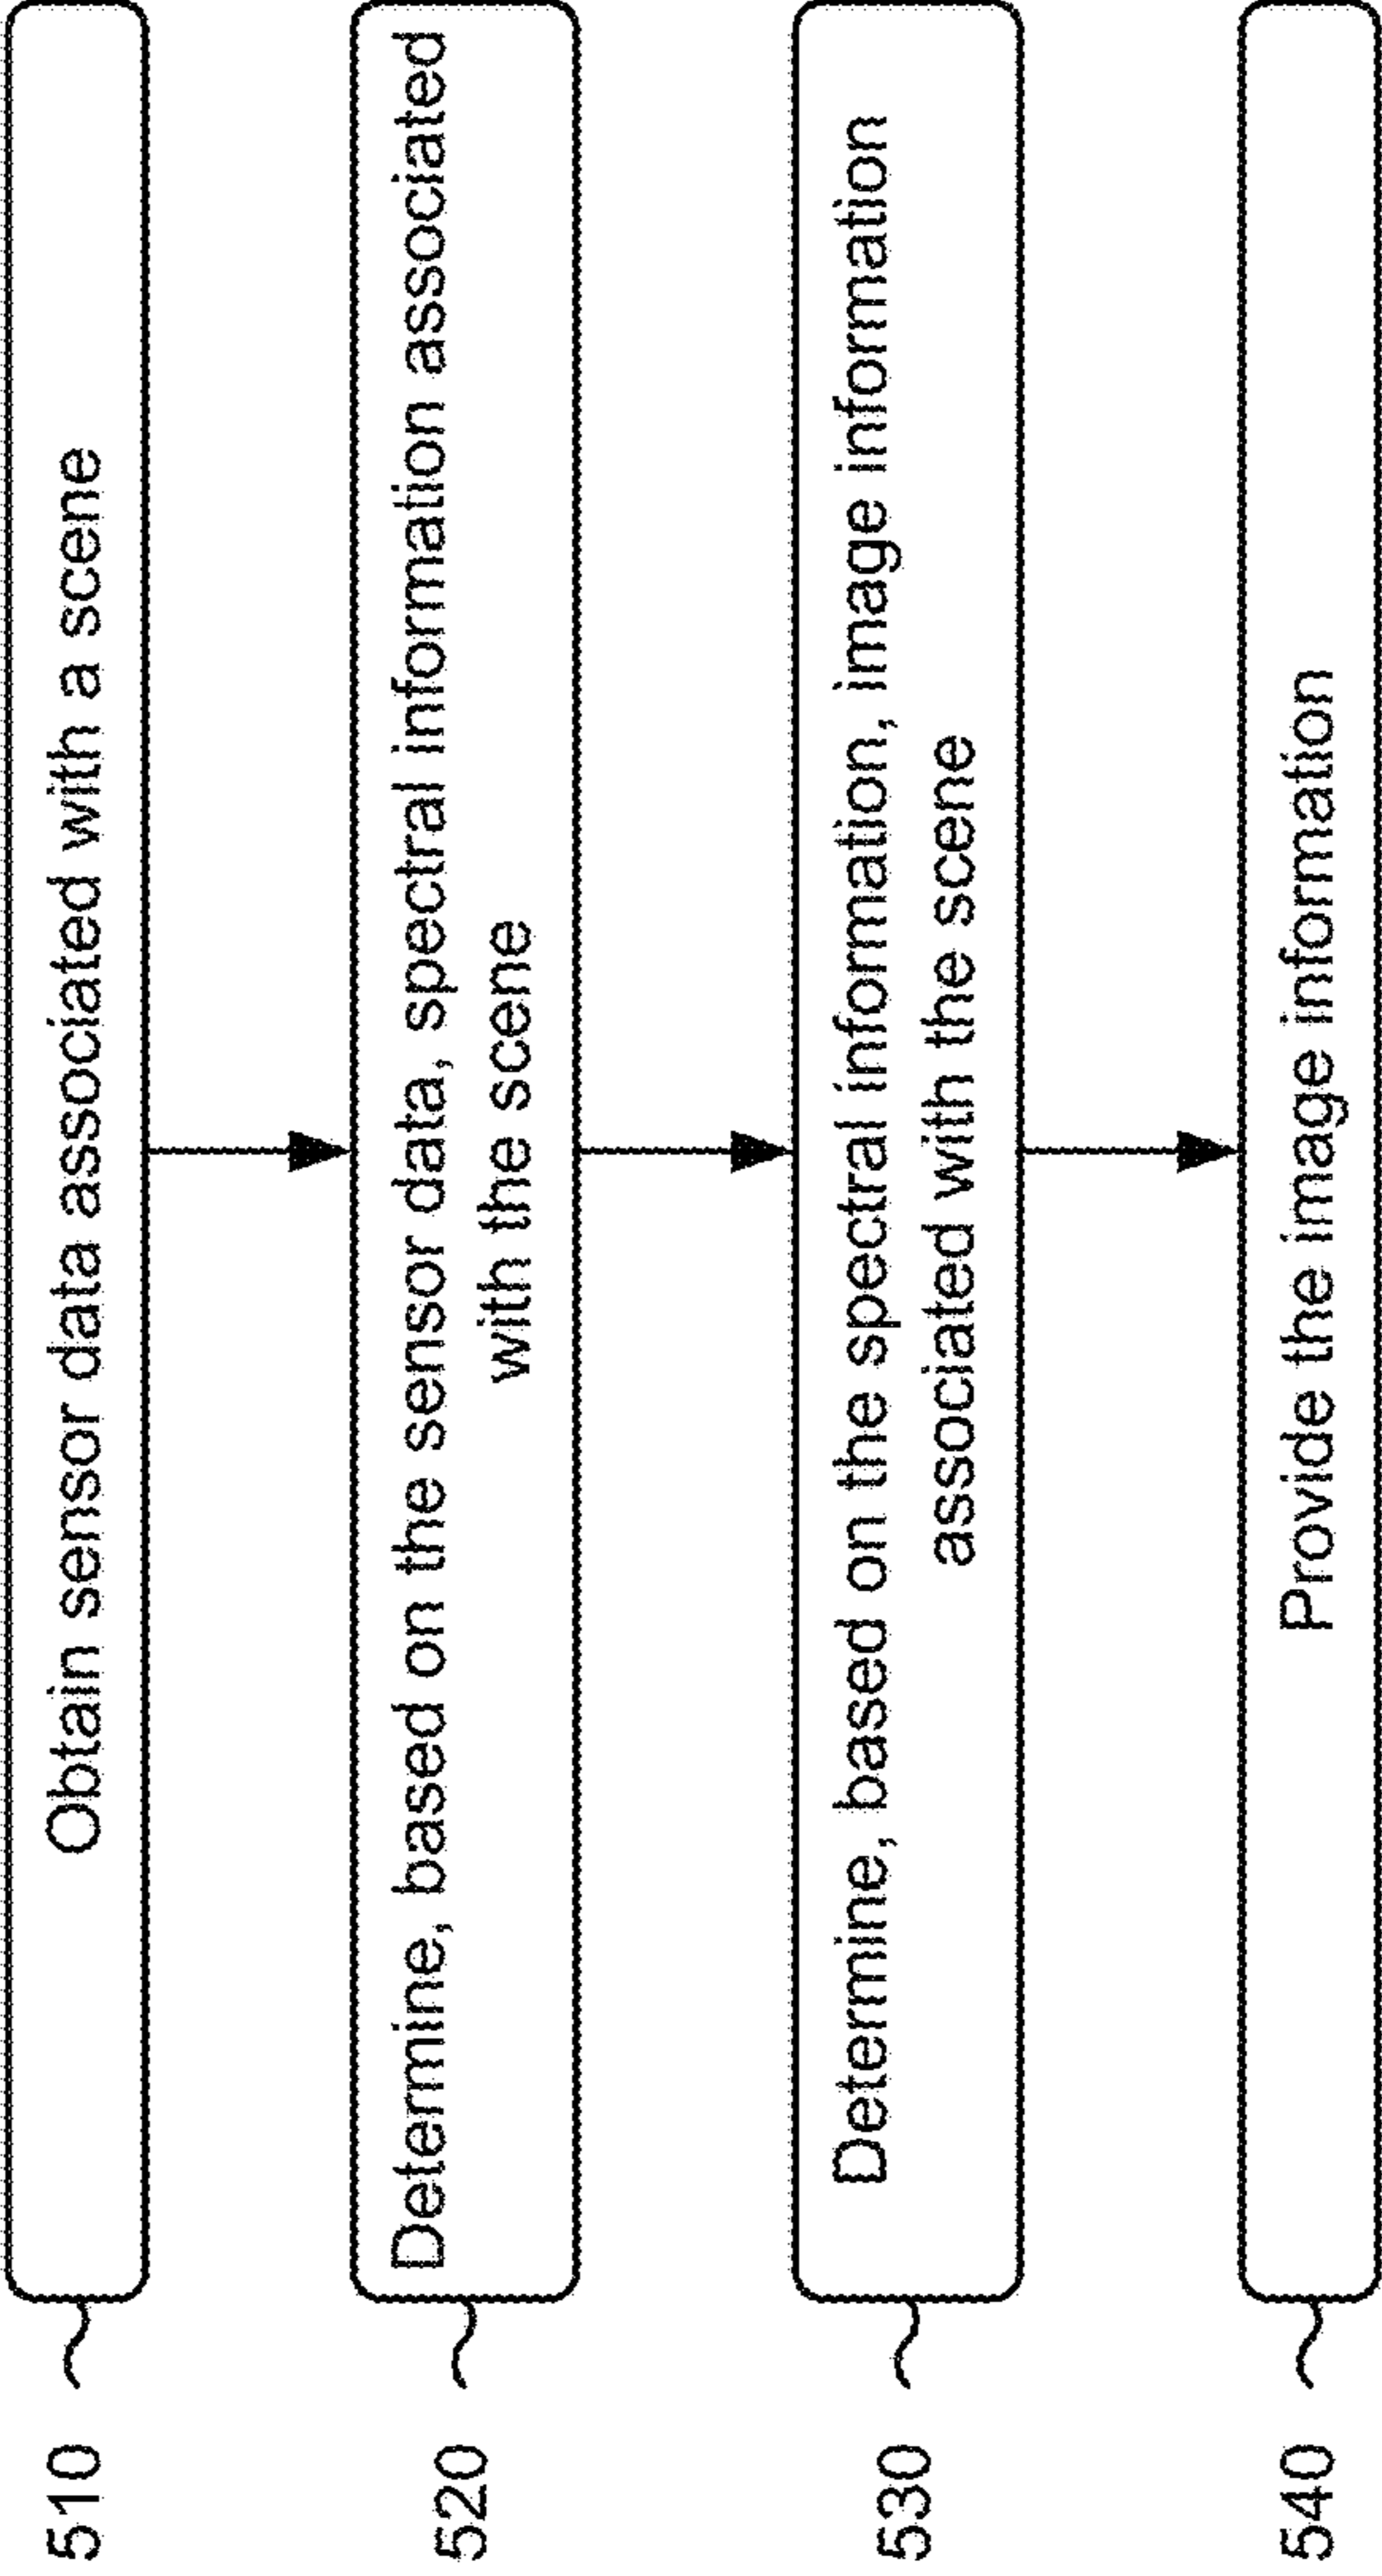 510
Obtain sensor data associated with a scene
520
Determine, based on the sensor data, spectral information associated
with the scene
530
Determine, based on the spectral information, image information
associated with the scene
540
Provide the image information